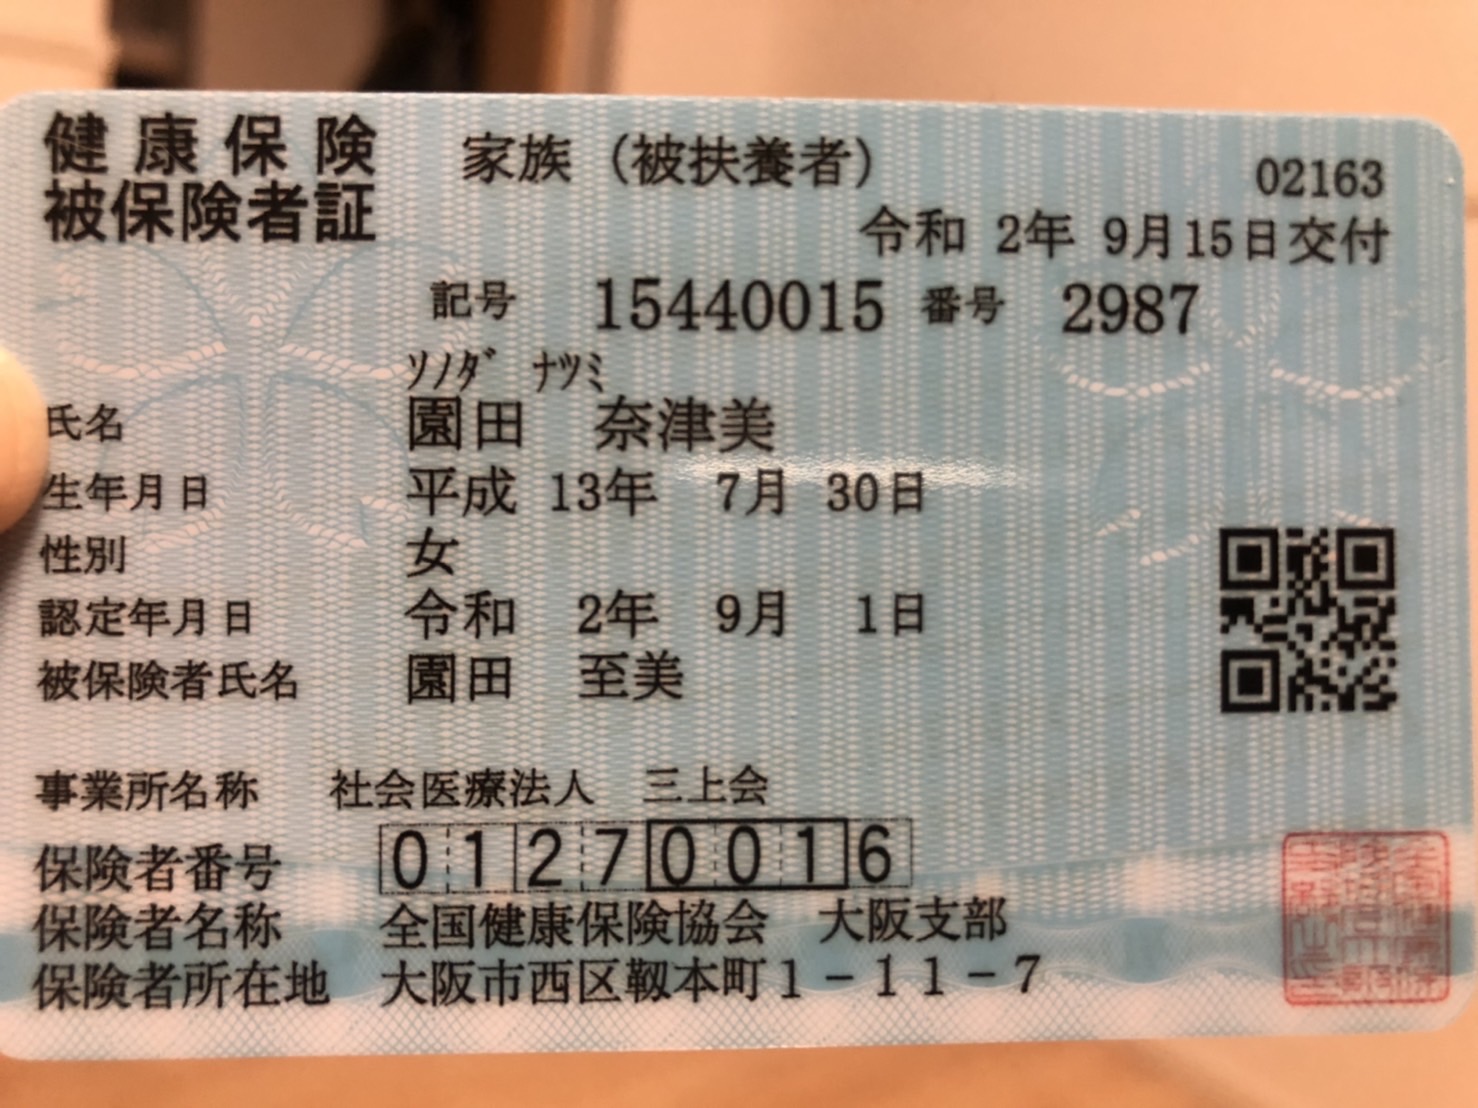 健康保険 家族（被扶養者） 02163
被保険者証
令和 2年 9月15日交付
記号 15440015 番号 2987
ｿﾉﾀﾞ ﾅﾂﾐ
氏名 園田 奈津美
生年月日 平成 13年 7月 30日
性別 女
認定年月日 令和 2年 9月 1日
被保険者氏名 園田 至美
事業所名称 社会医療法人 三上会
保険者番号 01270016
保険者名称 全国健康保険協会 大阪支部
保険者所在地 大阪市西区靱本町1-11-7